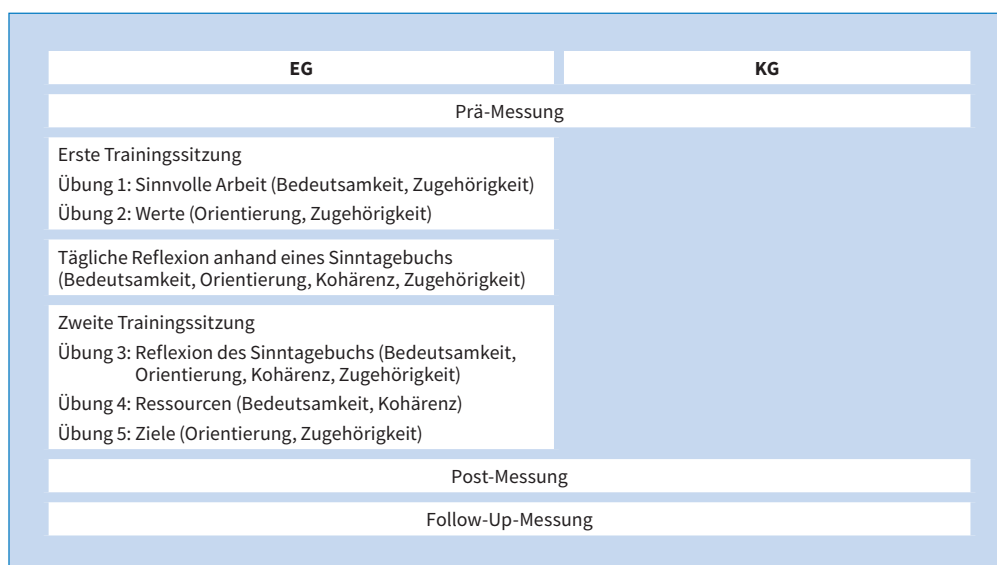 EG
KG
Prä-Messung
Erste Trainingssitzung
Übung 1: Sinnvolle Arbeit (Bedeutsamkeit, Zugehörigkeit)
Übung 2: Werte (Orientierung, Zugehörigkeit)
Tägliche Reflexion anhand eines Sinntagebuchs
(Bedeutsamkeit, Orientierung, Kohärenz, Zugehörigkeit)
Zweite Trainingssitzung
Übung 3: Reflexion des Sinntagebuchs (Bedeutsamkeit,
Orientierung, Kohärenz, Zugehörigkeit)
Übung 4: Ressourcen (Bedeutsamkeit, Kohärenz)
Übung 5: Ziele (Orientierung, Zugehörigkeit)
Post-Messung
Follow-Up-Messung